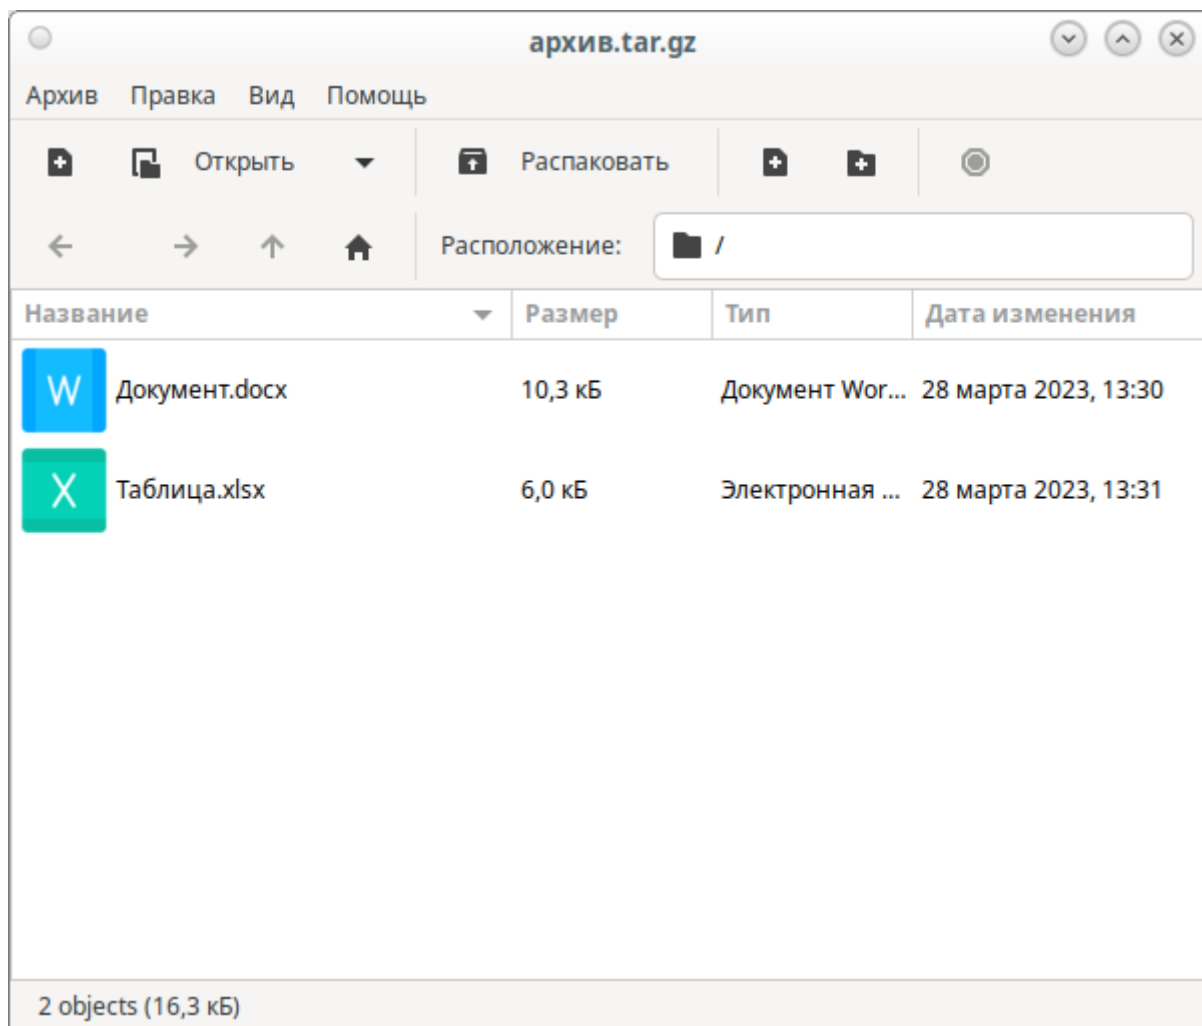 архив.tar.gz
Архив Правка Вид Помощь
Открыть Распаковать
Расположение: /
Название Размер Тип Дата изменения
W Документ.docx 10,3 кБ Документ Wor... 28 марта 2023, 13:30
X Таблица.xlsx 6,0 кБ Электронная ... 28 марта 2023, 13:31
2 objects (16,3 кБ)